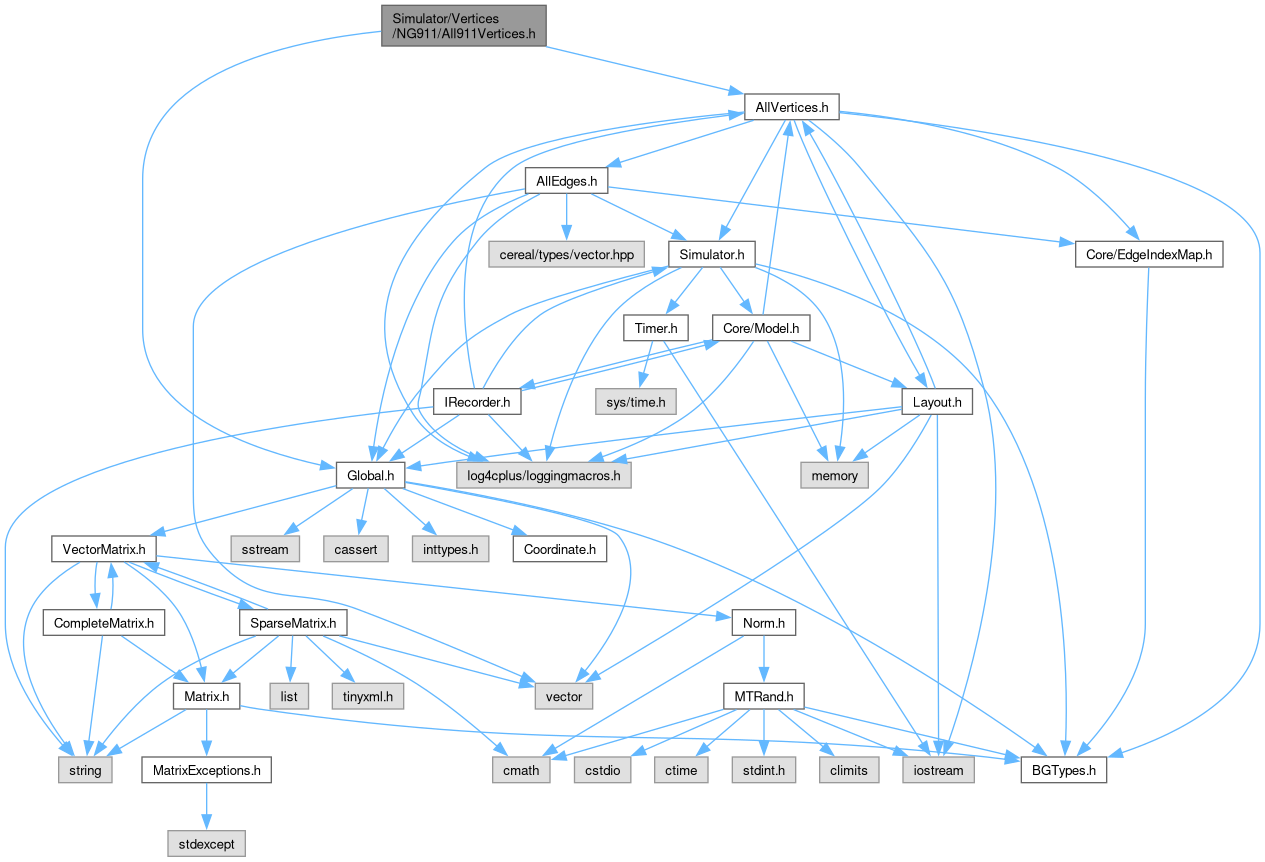 Simulator/Vertices
/NG911/All911Vertices.h
AllVertices.h
AllEdges.h
cereal/types/vector.hpp
Simulator.h
Core/EdgeIndexMap.h
Timer.h
Core/Model.h
sys/time.h
IRecorder.h
Layout.h
Global.h
log4cplus/loggingmacros.h
memory
VectorMatrix.h
sstream
cassert
inttypes.h
Coordinate.h
CompleteMatrix.h
SparseMatrix.h
Norm.h
Matrix.h
list
tinyxml.h
vector
MTRand.h
string
MatrixExceptions.h
cmath
cstdio
ctime
stdint.h
climits
iostream
BGTypes.h
stdexcept